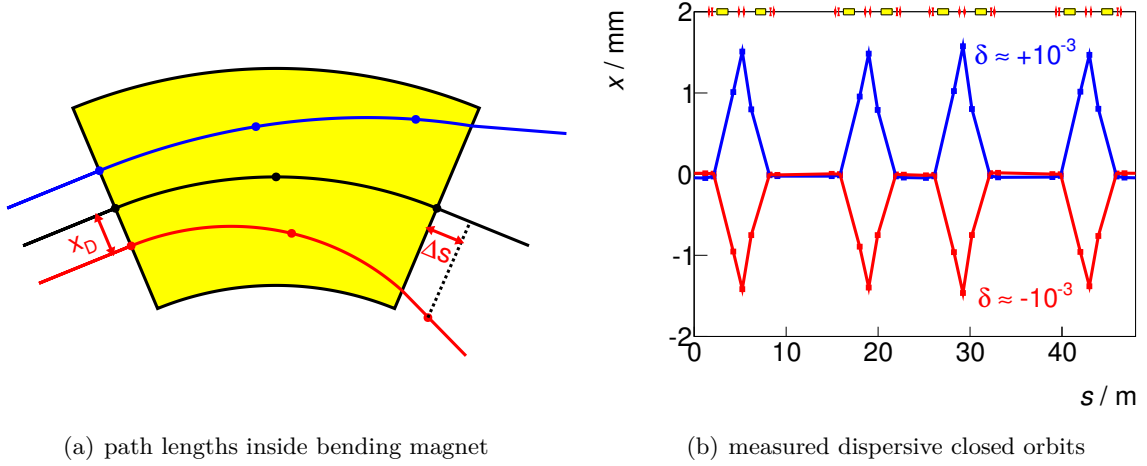 x_D
Δs
x / mm
2
1
0
-1
-2
δ ≈ +10⁻³
δ ≈ -10⁻³
0 10 20 30 40
s / m
(a) path lengths inside bending magnet
(b) measured dispersive closed orbits